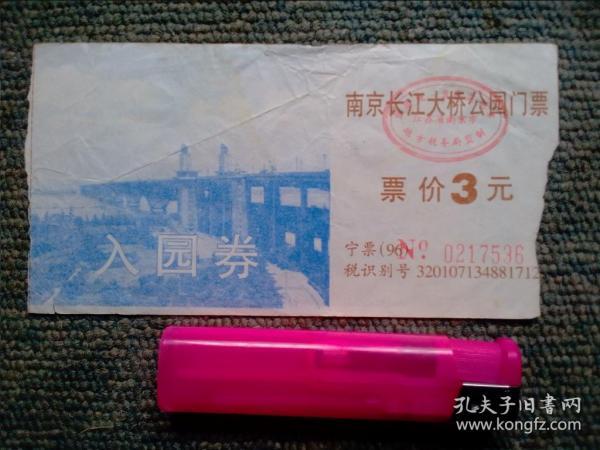 南京长江大桥公园门票
票价3元
宁票(96) No 0217536
税识别号 320107134881712
入园券
孔夫子旧书网
www.kongfz.com